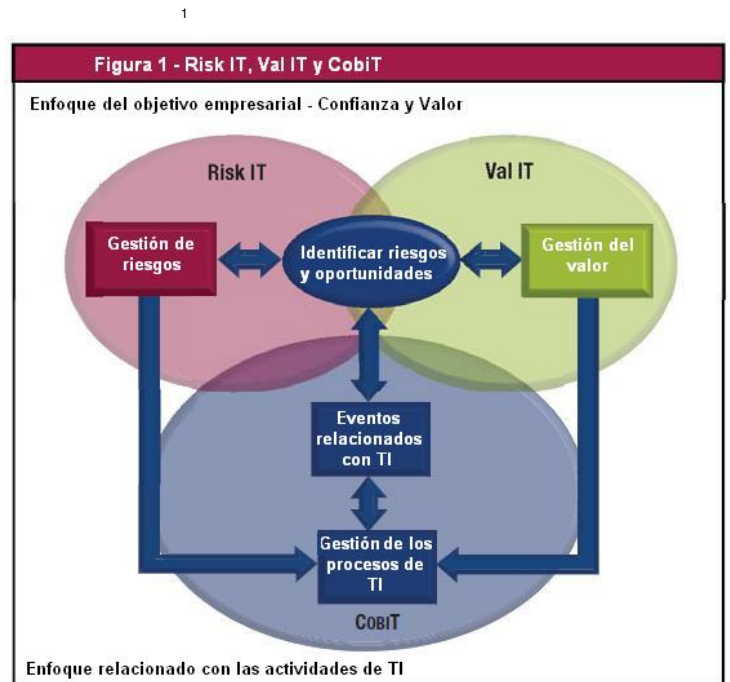 1
Figura 1 - Risk IT, Val IT y CobiT
Enfoque del objetivo empresarial - Confianza y Valor
Risk IT
Val IT
Gestión de
riesgos
Identificar riesgos
y oportunidades
Gestión del
valor
Eventos
relacionados
con TI
Gestión de los
procesos de
TI
COBIT
Enfoque relacionado con las actividades de TI